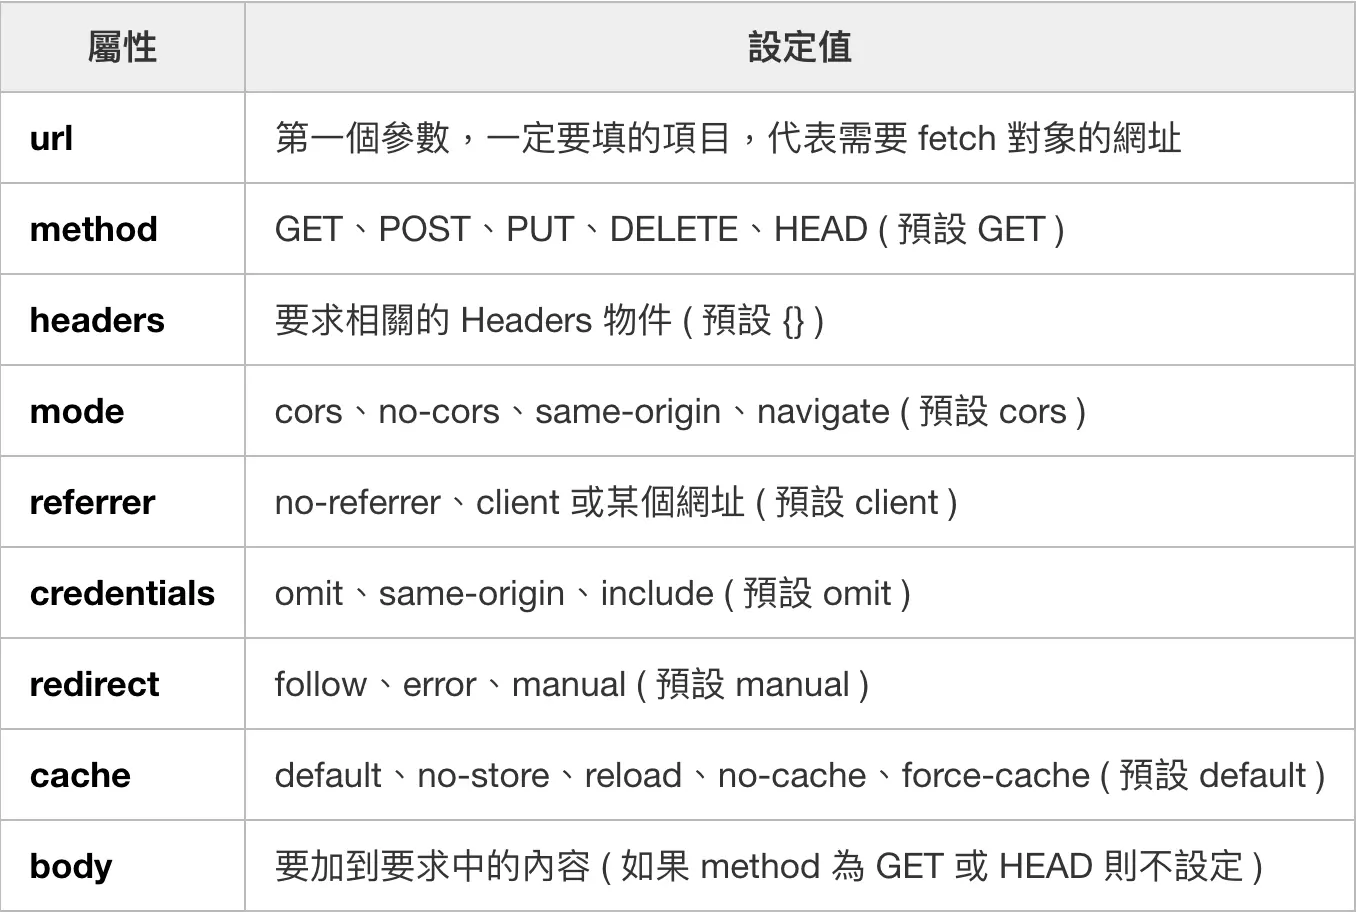 屬性 設定值
url 第一個參數，一定要填的項目，代表需要 fetch 對象的網址
method GET、POST、PUT、DELETE、HEAD ( 預設 GET )
headers 要求相關的 Headers 物件 ( 預設 {} )
mode cors、no-cors、same-origin、navigate ( 預設 cors )
referrer no-referrer、client 或某個網址 ( 預設 client )
credentials omit、same-origin、include ( 預設 omit )
redirect follow、error、manual ( 預設 manual )
cache default、no-store、reload、no-cache、force-cache ( 預設 default )
body 要加到要求中的內容 ( 如果 method 為 GET 或 HEAD 則不設定 )